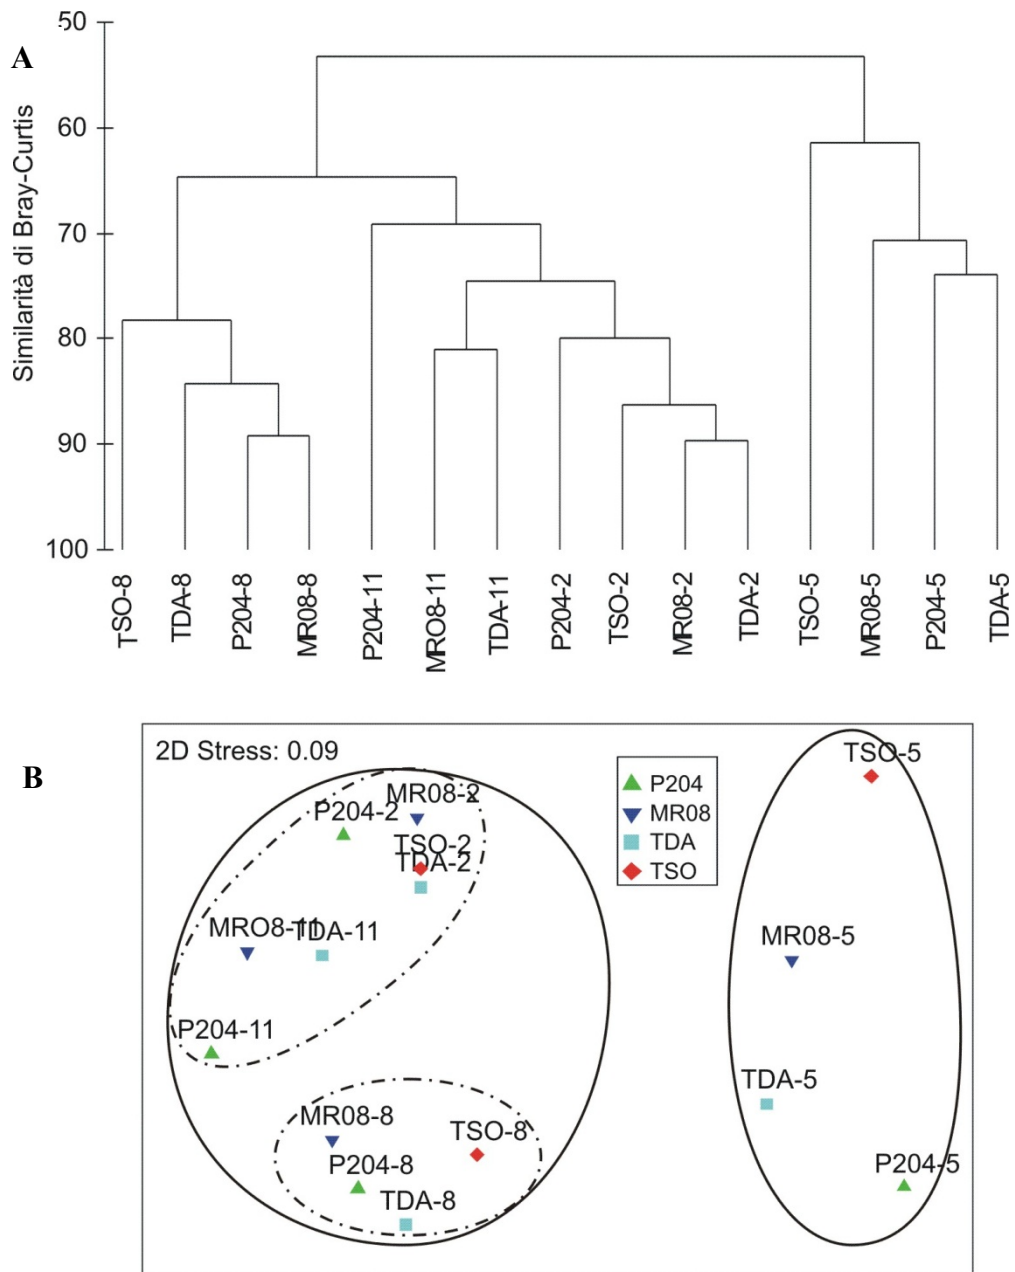 50
A
60
70
80
90
100
Similarità di Bray-Curtis
TSO-8
TDA-8
P204-8
MR08-8
P204-11
MRO8-11
TDA-11
P204-2
TSO-2
MR08-2
TDA-2
TSO-5
MR08-5
P204-5
TDA-5
B
2D Stress: 0.09
P204
MR08
TDA
TSO
TSO-5
MR08-2
P204-2
TSO-2
TDA-2
MRO8-11
TDA-11
MR08-5
P204-11
TDA-5
MR08-8
TSO-8
P204-8
P204-5
TDA-8